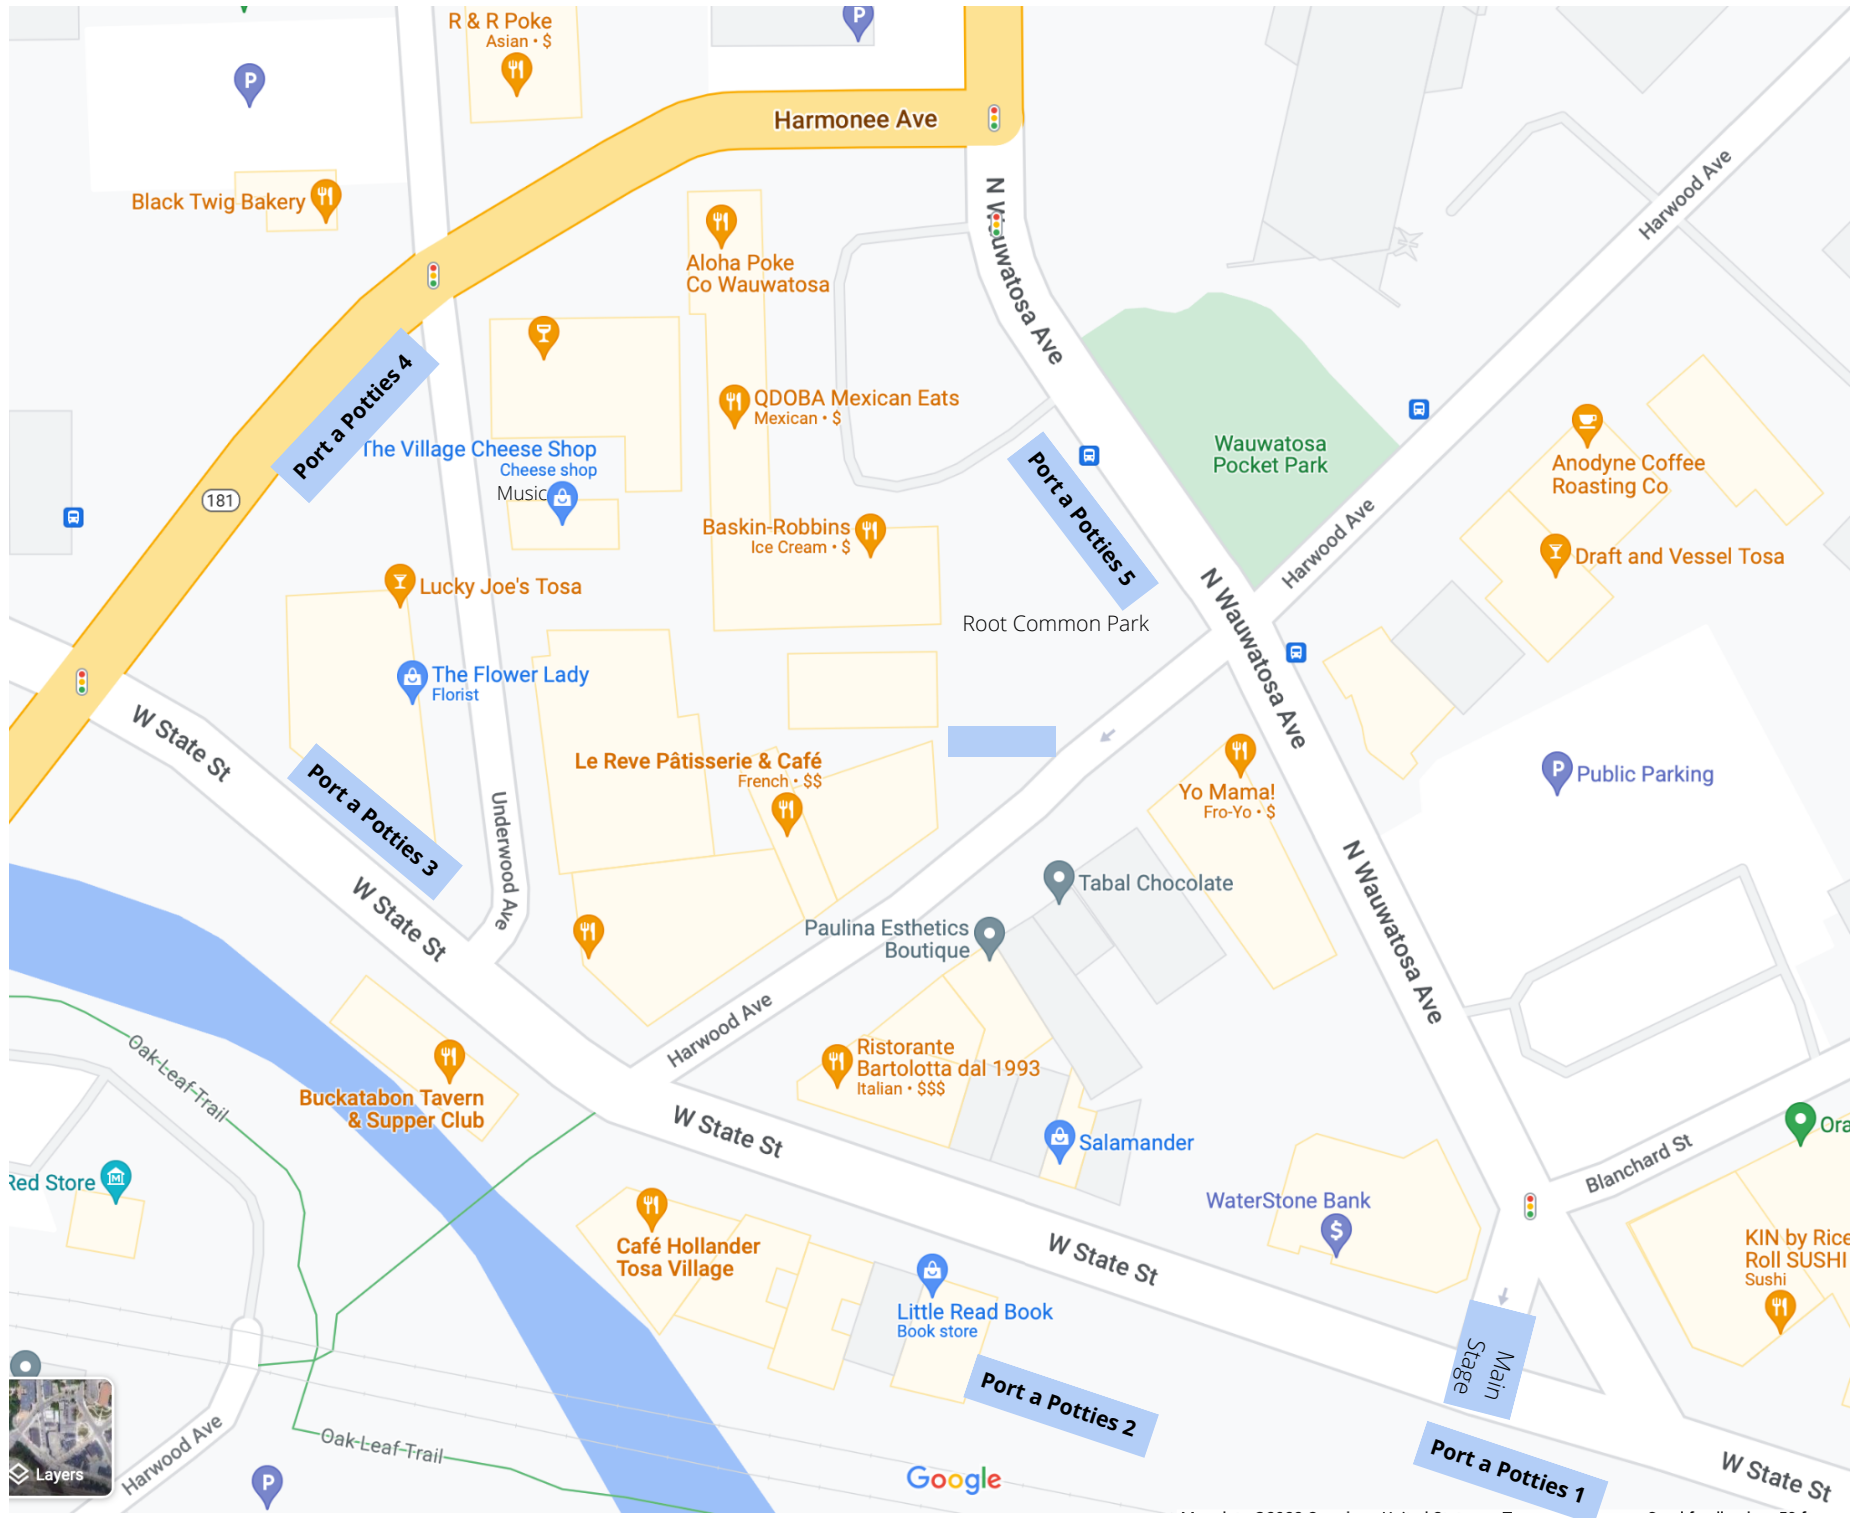 R & R Poke
Asian • $
P
P
Harmonee Ave
Black Twig Bakery
N Wauwatosa Ave
Harwood Ave
Aloha Poke
Co Wauwatosa
Port a Potties 4
QDOBA Mexican Eats
Mexican • $
The Village Cheese Shop
Cheese shop
Music
181
Wauwatosa
Pocket Park
Anodyne Coffee
Roasting Co
Port a Potties 5
Harwood Ave
Baskin-Robbins
Ice Cream • $
Draft and Vessel Tosa
Lucky Joe's Tosa
Root Common Park
The Flower Lady
Florist
N Wauwatosa Ave
W State St
Port a Potties 3
Le Reve Pâtisserie & Café
French • $$
Yo Mama!
Fro-Yo • $
P
Public Parking
Underwood Ave
W State St
Tabal Chocolate
N Wauwatosa Ave
Paulina Esthetics
Boutique
Harwood Ave
Oak Leaf Trail
Buckatabon Tavern
& Supper Club
Ristorante
Bartolotta dal 1993
Italian • $$$
W State St
Salamander
Blanchard St
Ora
Red Store
M
WaterStone Bank
$
Café Hollander
Tosa Village
W State St
KIN by Rice
Roll SUSHI
Sushi
Little Read Book
Book store
Main
Stage
Port a Potties 2
Port a Potties 1
Harwood Ave
Oak Leaf Trail
Layers
P
Google
W State St